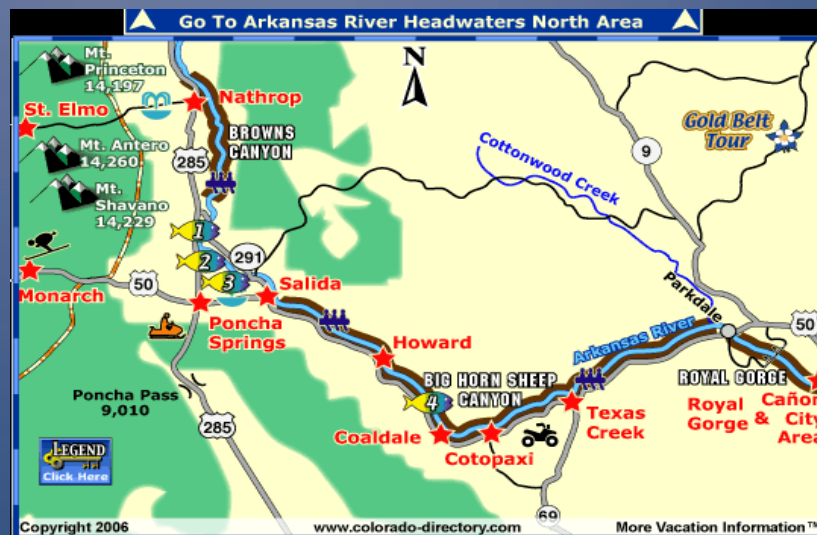 Go To Arkansas River Headwaters North Area
Mt.
Princeton
14,197
N
St. Elmo
Nathrop
BROWNS
CANYON
Gold Belt
Tour
9
Mt. Antero
14,260
285
Cottonwood Creek
Mt.
Shavano
14,229
1
2
291
3
Salida
Monarch
50
Parkdale
Poncha
Springs
Howard
Arkansas River
50
BIG HORN SHEEP
CANYON
ROYAL GORGE
Poncha Pass
9,010
4
Royal
Gorge
&
Cañon
City
Area
285
Coaldale
Cotopaxi
Texas
Creek
LEGEND
Click Here
69
Copyright 2006
www.colorado-directory.com
More Vacation Information™